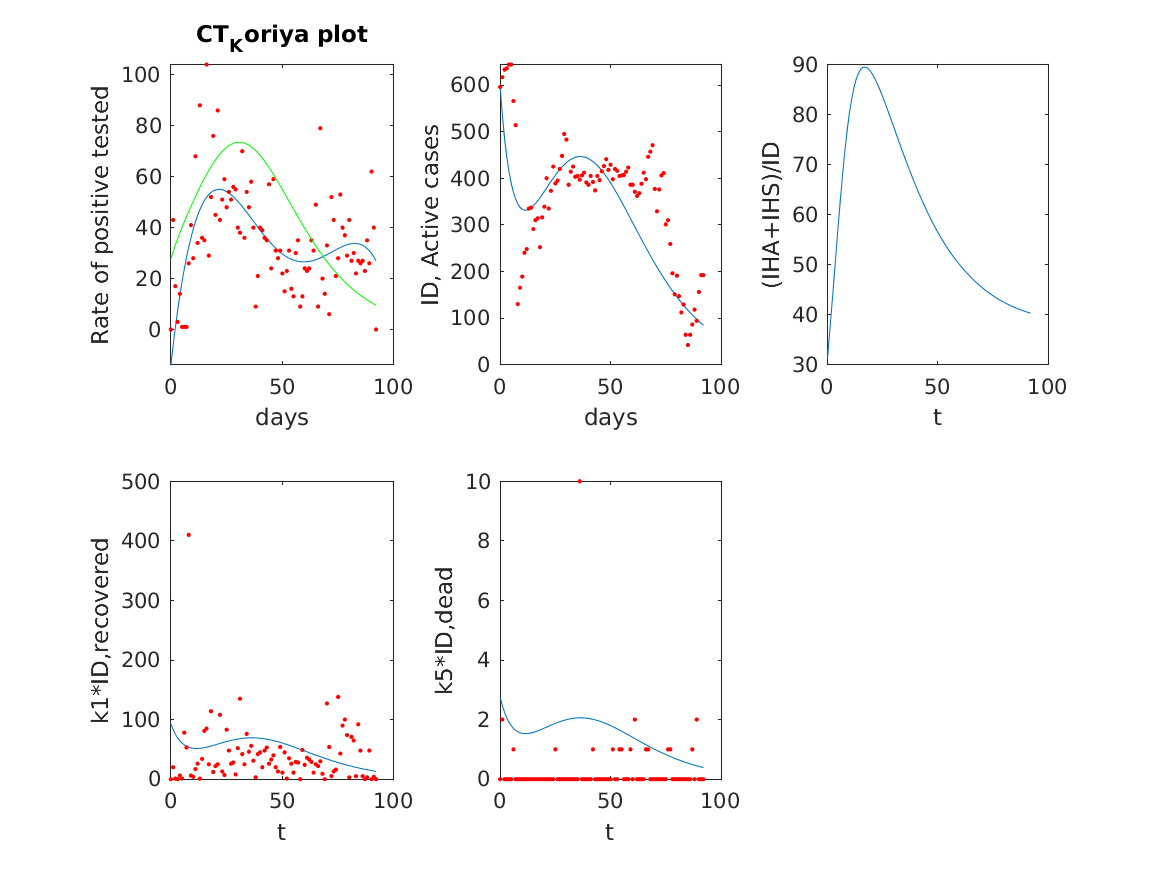 CT_Koriya plot
Rate of positive tested
100
80
60
40
20
0
0 50 100
days
ID, Active cases
600
500
400
300
200
100
0
0 50 100
days
(IHA+IHS)/ID
90
80
70
60
50
40
30
0 50 100
t
k1*ID,recovered
500
400
300
200
100
0
0 50 100
t
k5*ID,dead
10
8
6
4
2
0
0 50 100
t